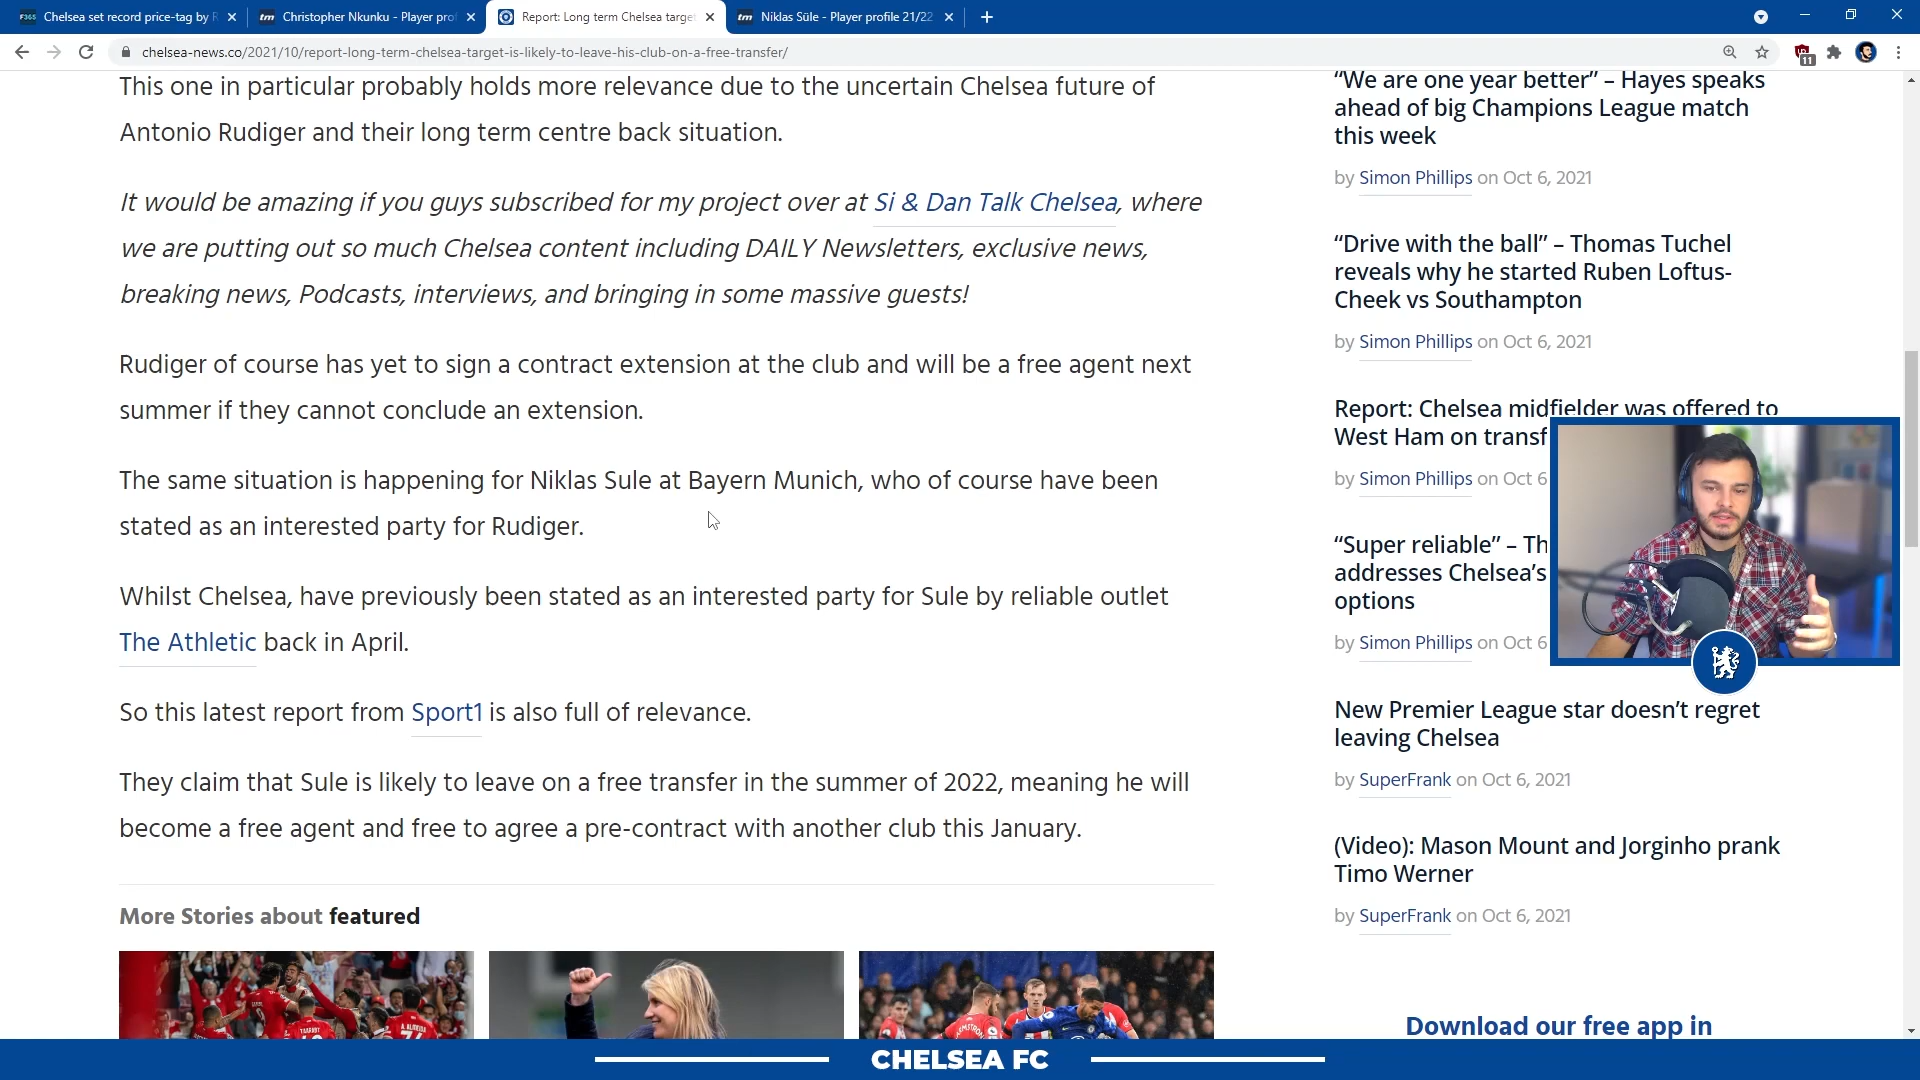 Chelsea set record price-tag by R
Christopher Nkunku - Player prof
Report: Long term Chelsea target
Niklas Süle - Player profile 21/22
chelsea-news.co/2021/10/report-long-term-chelsea-target-is-likely-to-leave-his-club-on-a-free-transfer/
11
This one in particular probably holds more relevance due to the uncertain Chelsea future of
Antonio Rudiger and their long term centre back situation.
It would be amazing if you guys subscribed for my project over at Si & Dan Talk Chelsea, where
we are putting out so much Chelsea content including DAILY Newsletters, exclusive news,
breaking news, Podcasts, interviews, and bringing in some massive guests!
Rudiger of course has yet to sign a contract extension at the club and will be a free agent next
summer if they cannot conclude an extension.
The same situation is happening for Niklas Sule at Bayern Munich, who of course have been
stated as an interested party for Rudiger.
Whilst Chelsea, have previously been stated as an interested party for Sule by reliable outlet
The Athletic back in April.
So this latest report from Sport1 is also full of relevance.
They claim that Sule is likely to leave on a free transfer in the summer of 2022, meaning he will
become a free agent and free to agree a pre-contract with another club this January.
More Stories about featured
“We are one year better” – Hayes speaks
ahead of big Champions League match
this week
by Simon Phillips on Oct 6, 2021
“Drive with the ball” – Thomas Tuchel
reveals why he started Ruben Loftus-
Cheek vs Southampton
by Simon Phillips on Oct 6, 2021
Report: Chelsea midfielder was offered to
West Ham on transf
by Simon Phillips on Oct 6
“Super reliable” – Th
addresses Chelsea’s
options
by Simon Phillips on Oct 6
New Premier League star doesn’t regret
leaving Chelsea
by SuperFrank on Oct 6, 2021
(Video): Mason Mount and Jorginho prank
Timo Werner
by SuperFrank on Oct 6, 2021
Download our free app in
CHELSEA FC